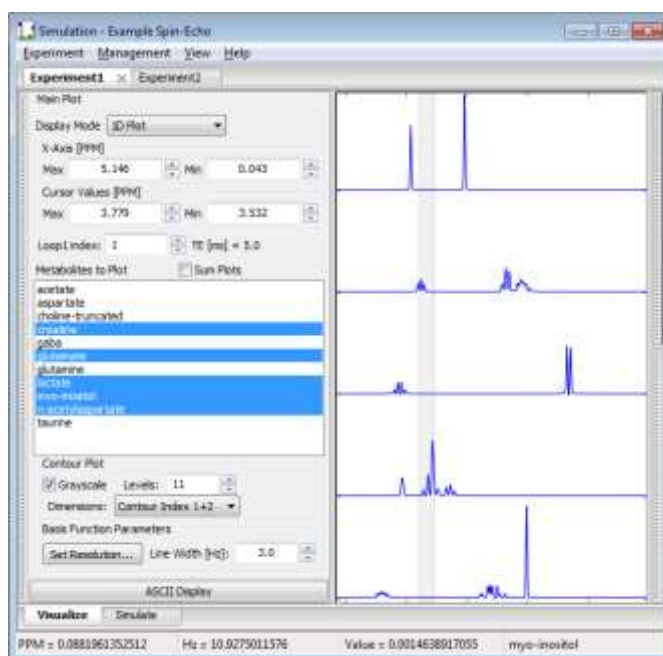 Simulation - Example Spin-Echo
Experiment Management View Help
Experiment1 × Experiment2
Main Plot
Display Mode 1D Plot
X-Axis [PPM]
Max 5.146 Min 0.043
Cursor Values [PPM]
Max 3.779 Min 3.532
Loop1 index: 1 TE [ms] = 5.0
Metabolites to Plot Sum Plots
acetate
aspartate
choline-truncated
creatine
gaba
glutamate
glutamine
lactate
myo-inositol
n-acetylaspartate
taurine
Contour Plot
Grayscale Levels: 11
Dimensions: Contour Index 1+2
Basis Function Parameters
Set Resolution... Line Width [Hz]: 3.0
ASCII Display
Visualize Simulate
PPM = 0.0881961352512 Hz = 10.9275011576 Value = 0.0014638917055 myo-inositol